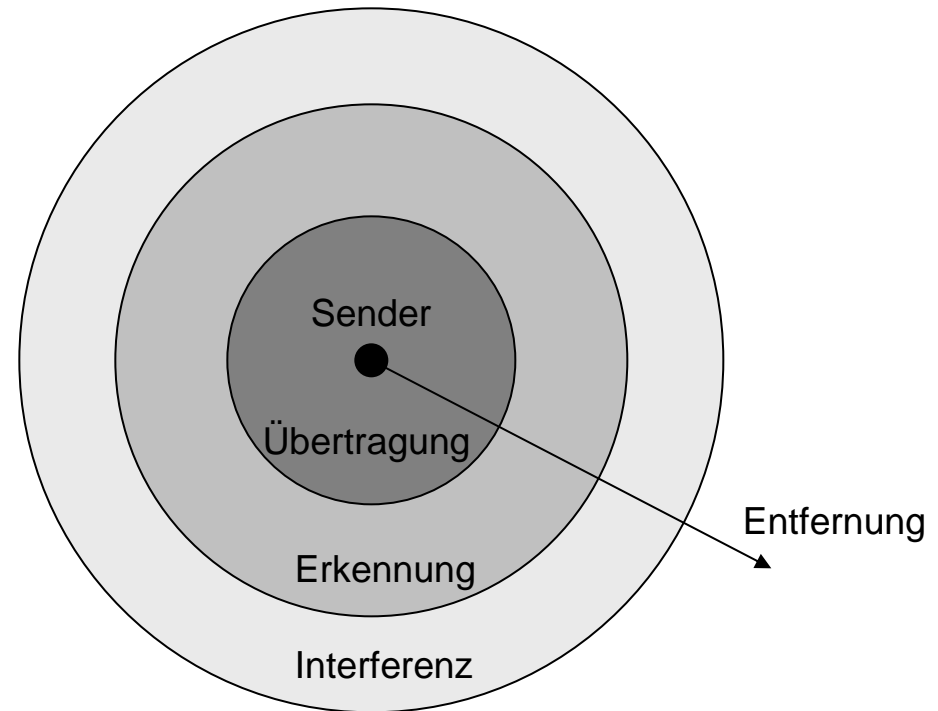 Sender
Übertragung
Entfernung
Erkennung
Interferenz